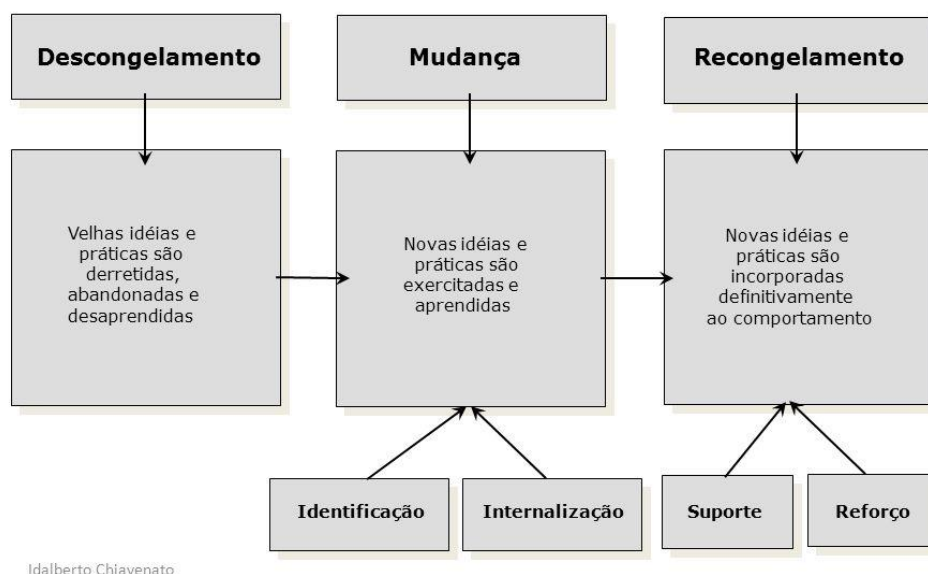 Descongelamento
Mudança
Recongelamento
Velhas idéias e
práticas são
derretidas,
abandonadas e
desaprendidas
Novas idéias e
práticas são
exercitadas e
aprendidas
Novas idéias e
práticas são
incorporadas
definitivamente
ao comportamento
Identificação
Internalização
Suporte
Reforço
Idalberto Chiavenato